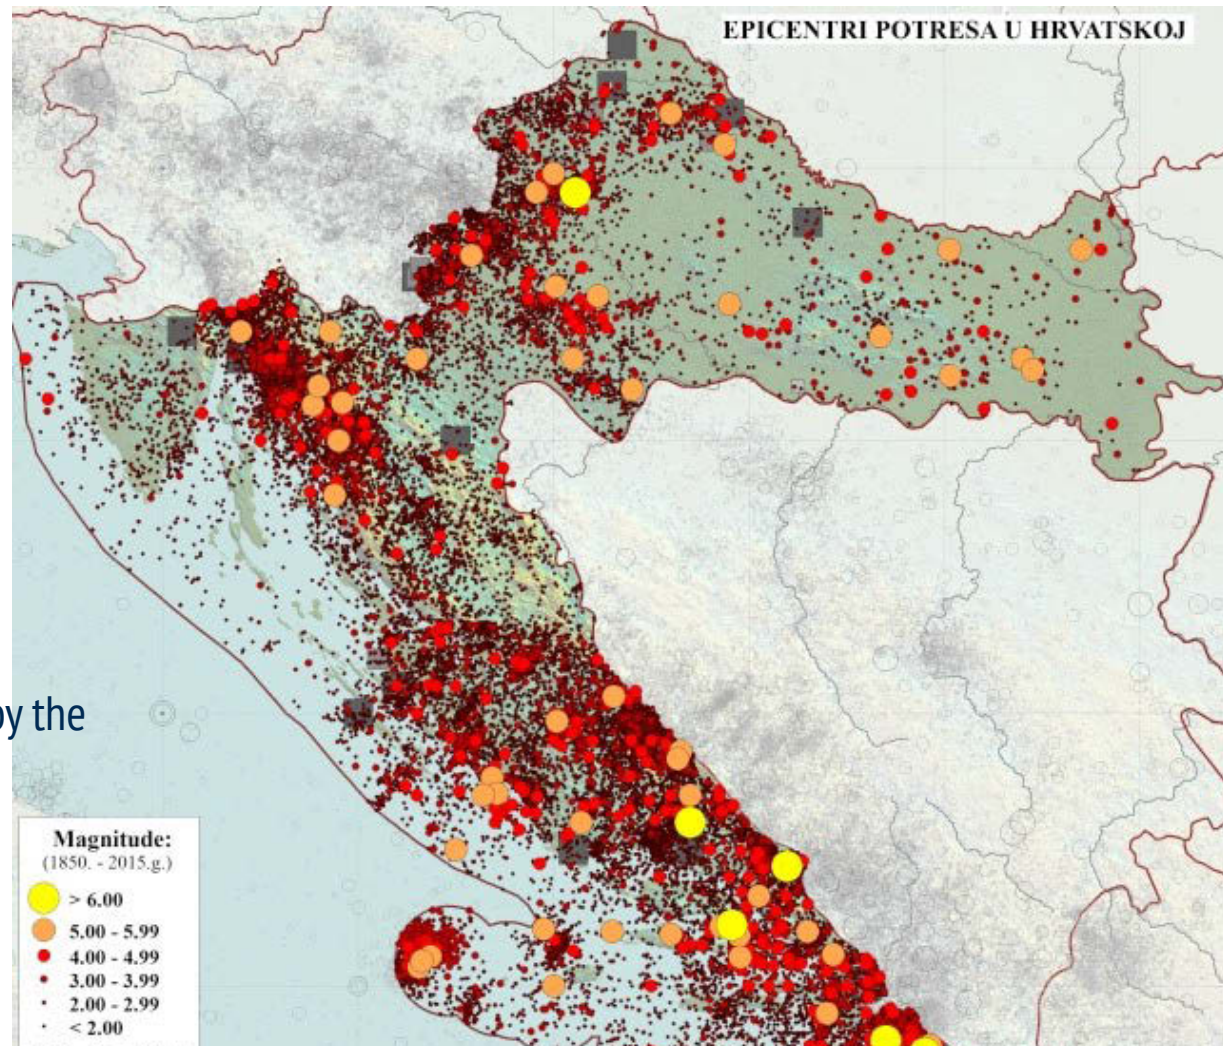 EPICENTRI POTRESA U HRVATSKOJ
by the
Magnitude:
(1850. - 2015.g.)
> 6.00
5.00 - 5.99
4.00 - 4.99
3.00 - 3.99
2.00 - 2.99
< 2.00